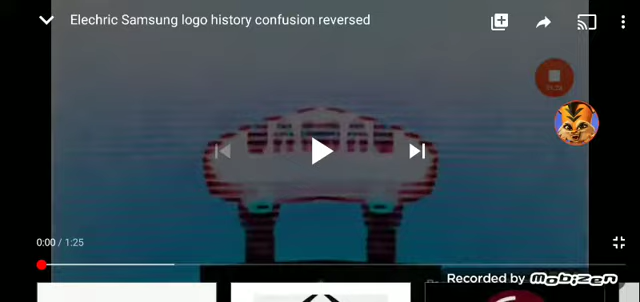 Elechric Samsung logo history confusion reversed
0:00 / 1:25
Recorded by Mobizen